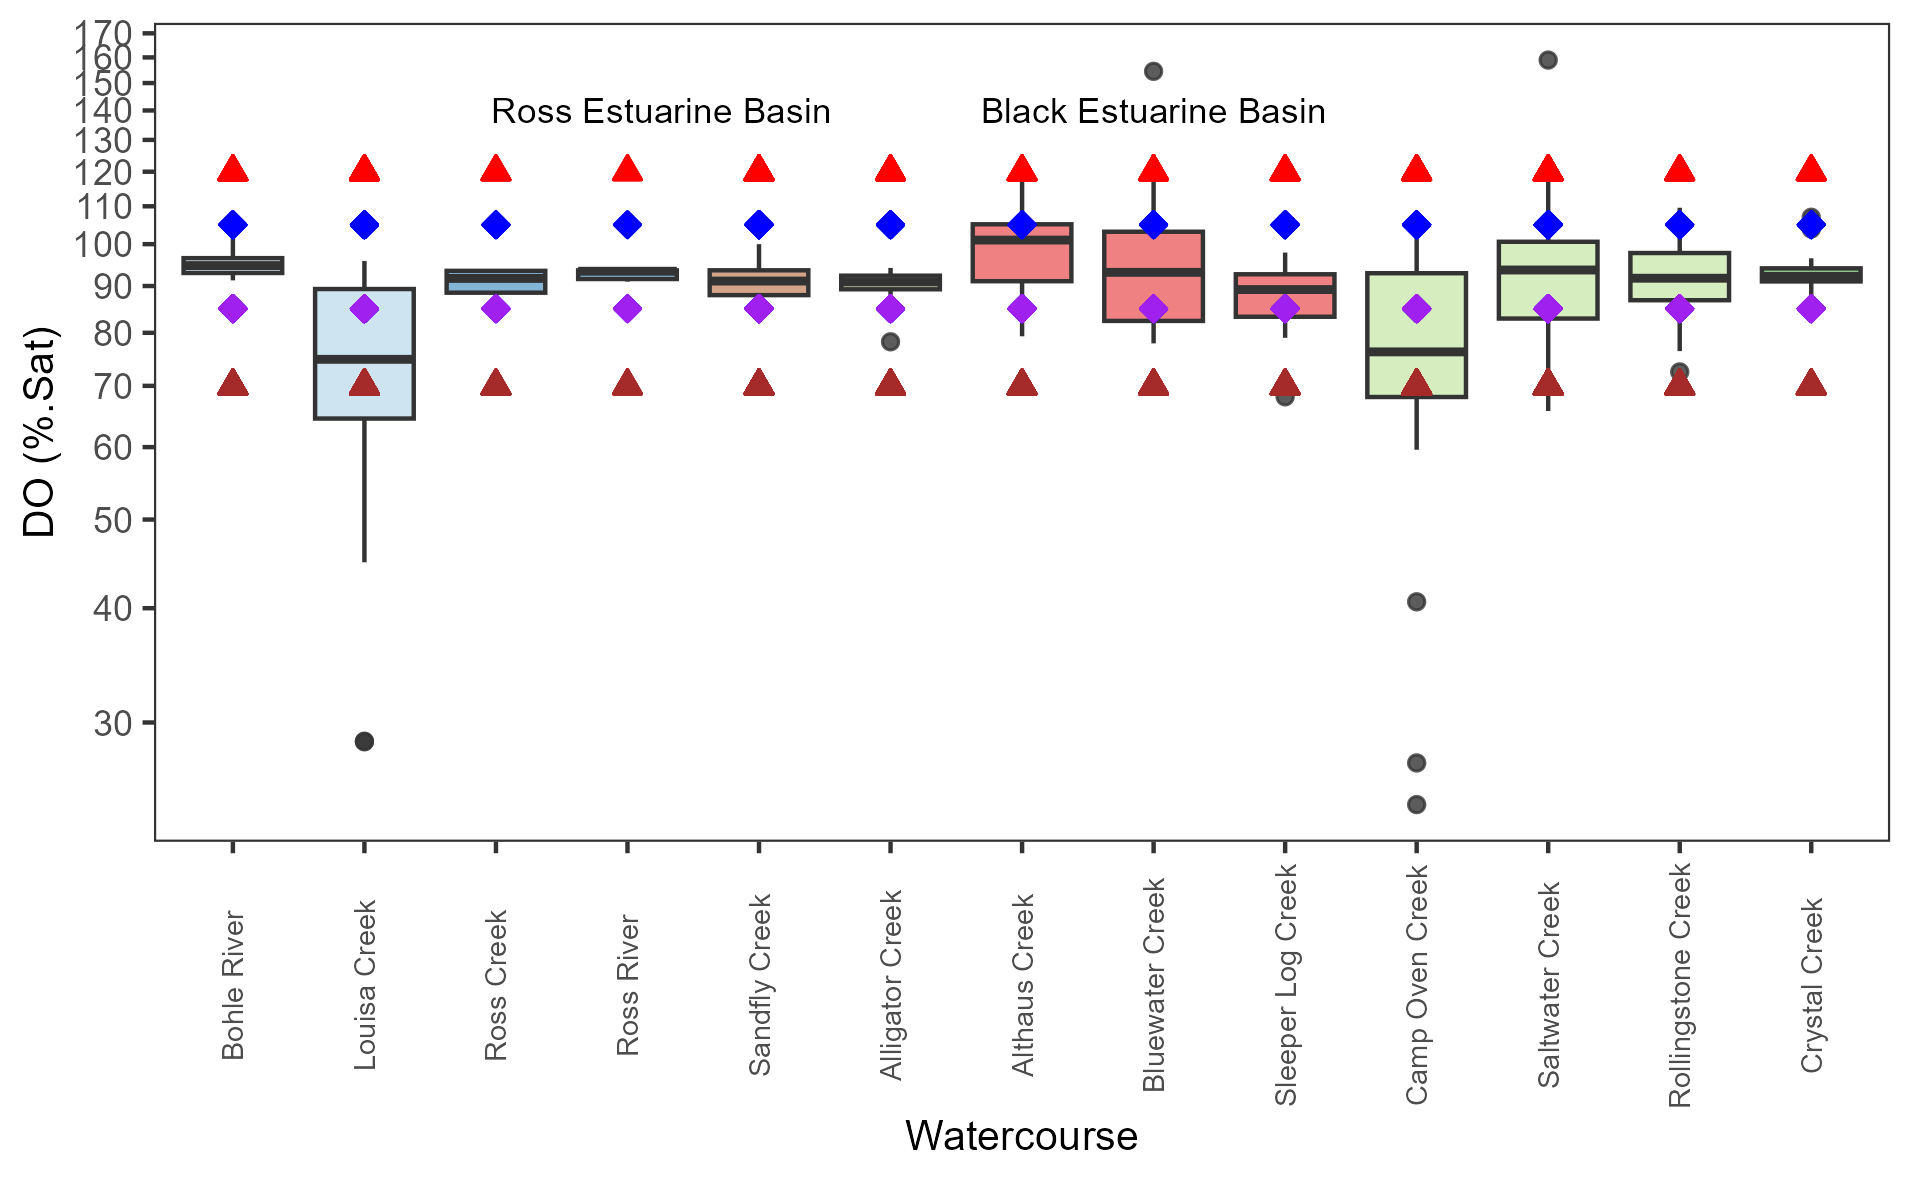 170
160
150
140
130
120
110
100
90
80
70
60
50
40
30
DO (%.Sat)
Ross Estuarine Basin
Black Estuarine Basin
Bohle River
Louisa Creek
Ross Creek
Ross River
Sandfly Creek
Alligator Creek
Althaus Creek
Bluewater Creek
Sleeper Log Creek
Camp Oven Creek
Saltwater Creek
Rollingstone Creek
Crystal Creek
Watercourse